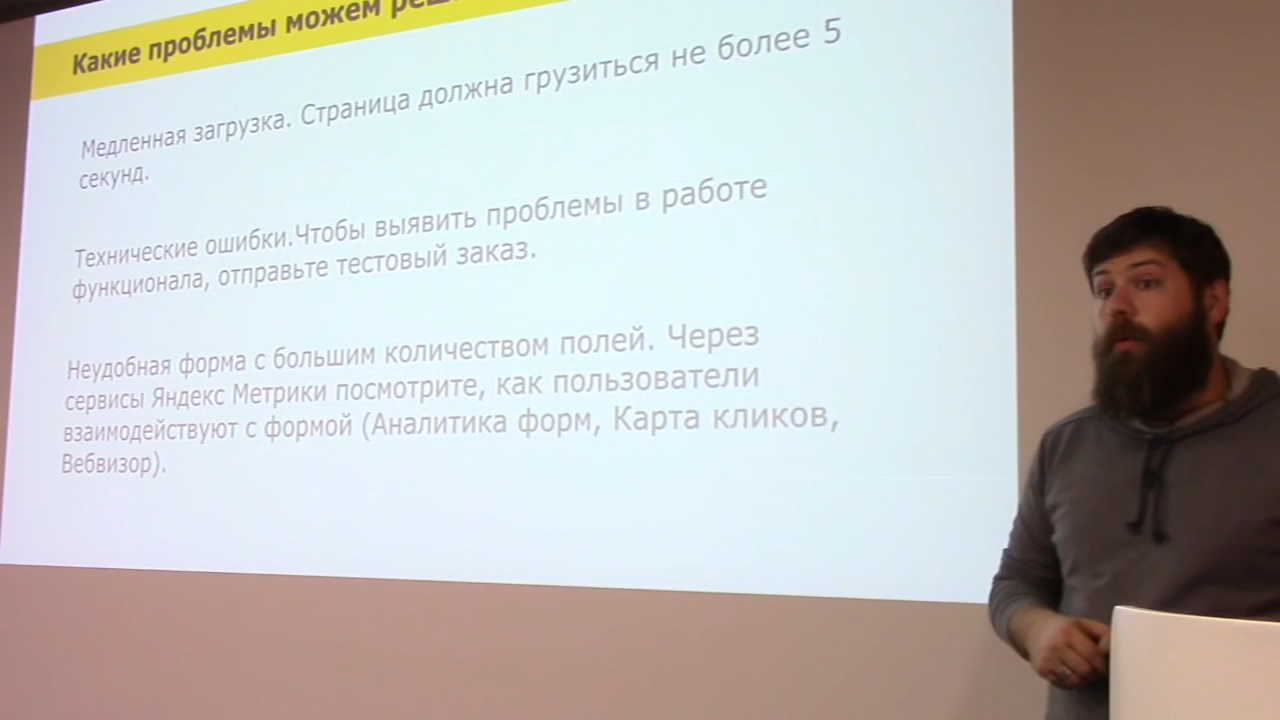 Какие проблемы можем
Медленная загрузка. Страница должна грузиться не более 5
секунд.
Технические ошибки.Чтобы выявить проблемы в работе
функционала, отправьте тестовый заказ.
Неудобная форма с большим количеством полей. Через
сервисы Яндекс Метрики посмотрите, как пользователи
взаимодействуют с формой (Аналитика форм, Карта кликов,
Вебвизор).